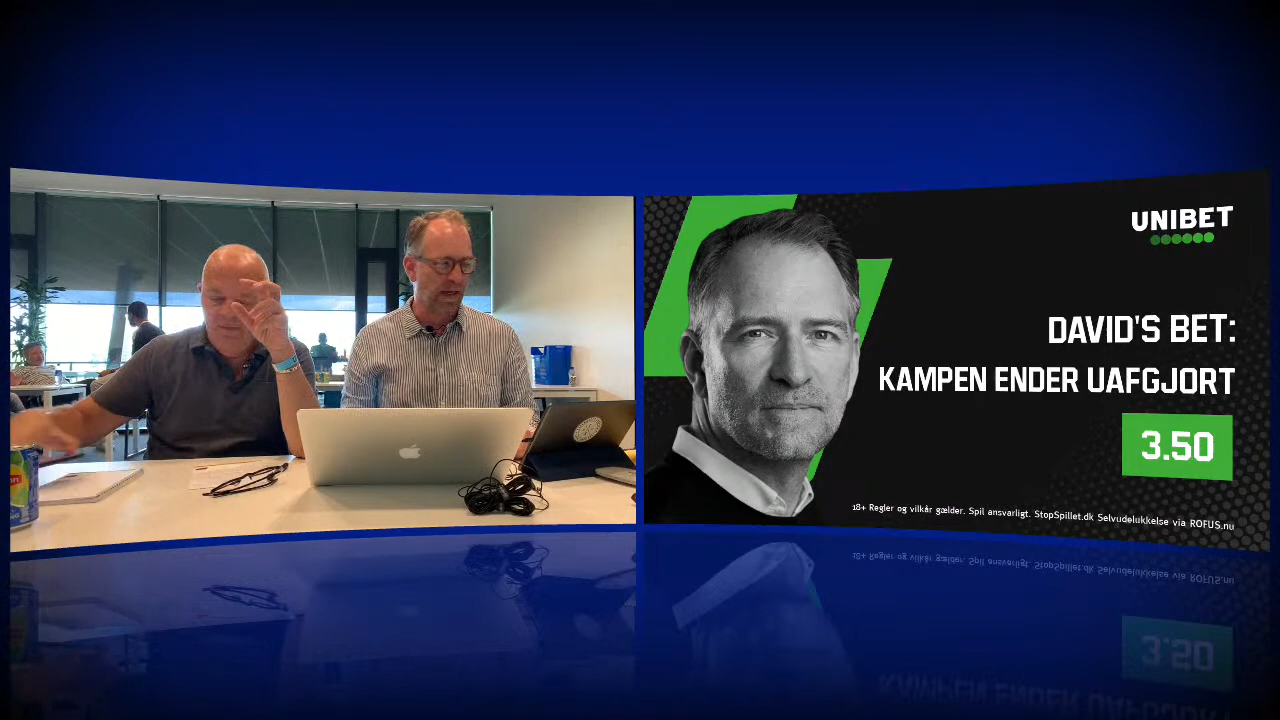 UNIBET
DAVID'S BET:
KAMPEN ENDER UAFGJORT
3.50
18+ Regler og vilkår gælder. Spil ansvarligt. StopSpillet.dk Selvudelukkelse via ROFUS.nu